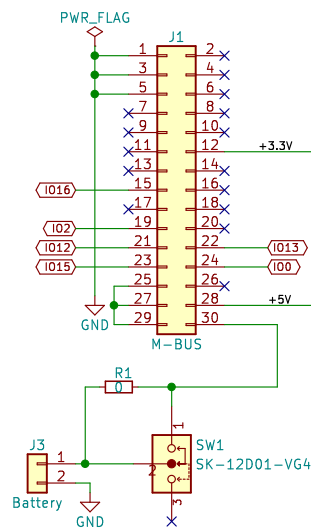 PWR_FLAG
J1
1 2
3 4
5 6
7 8
9 10
11 12 +3.3V
13 14
IO16 15 16
17 18
IO2 19 20
IO12 21 22 IO13
IO15 23 24 IO0
25 26
27 28 +5V
GND
29 30
M-BUS
R1
0
1
J3
SW1
1
2
SK-12D01-VG4
2
Battery
3
GND